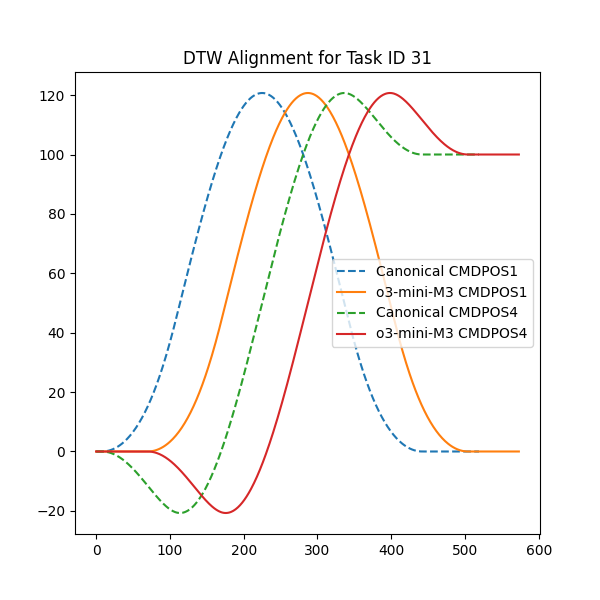 DTW Alignment for Task ID 31
120
100
80
60
40
20
0
−20
Canonical CMDPOS1
o3-mini-M3 CMDPOS1
Canonical CMDPOS4
o3-mini-M3 CMDPOS4
0 100 200 300 400 500 600